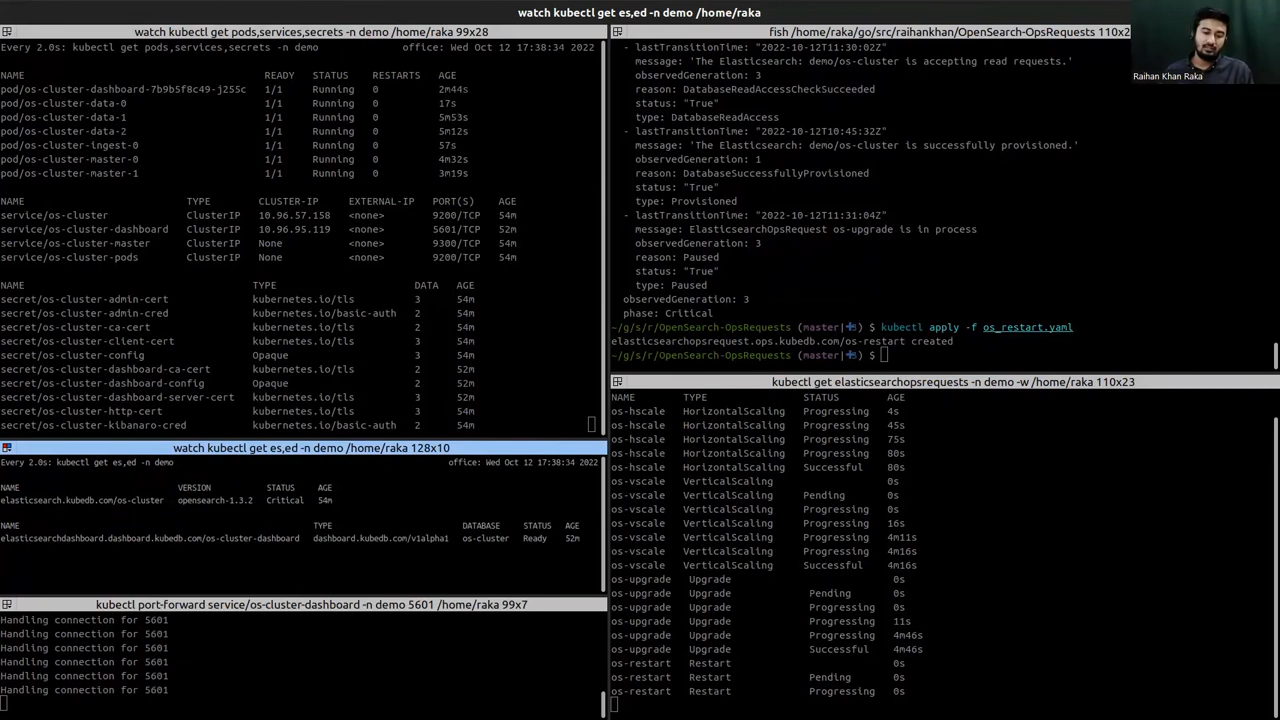 watch kubectl get es,ed -n demo /home/raka
watch kubectl get pods,services,secrets -n demo /home/raka 99x28
Every 2.0s: kubectl get pods,services,secrets -n demo office: Wed Oct 12 17:38:34 2022
NAME READY STATUS RESTARTS AGE
pod/os-cluster-dashboard-7b9b5f8c49-j255c 1/1 Running 0 2m44s
pod/os-cluster-data-0 1/1 Running 0 17s
pod/os-cluster-data-1 1/1 Running 0 5m53s
pod/os-cluster-data-2 1/1 Running 0 5m12s
pod/os-cluster-ingest-0 1/1 Running 0 57s
pod/os-cluster-master-0 1/1 Running 0 4m32s
pod/os-cluster-master-1 1/1 Running 0 3m19s
NAME TYPE CLUSTER-IP EXTERNAL-IP PORT(S) AGE
service/os-cluster ClusterIP 10.96.57.158 <none> 9200/TCP 54m
service/os-cluster-dashboard ClusterIP 10.96.95.119 <none> 5601/TCP 52m
service/os-cluster-master ClusterIP None <none> 9300/TCP 54m
service/os-cluster-pods ClusterIP None <none> 9200/TCP 54m
NAME TYPE DATA AGE
secret/os-cluster-admin-cert kubernetes.io/tls 3 54m
secret/os-cluster-admin-cred kubernetes.io/basic-auth 2 54m
secret/os-cluster-ca-cert kubernetes.io/tls 2 54m
secret/os-cluster-client-cert kubernetes.io/tls 3 54m
secret/os-cluster-config Opaque 3 54m
secret/os-cluster-dashboard-ca-cert kubernetes.io/tls 2 52m
secret/os-cluster-dashboard-config Opaque 2 52m
secret/os-cluster-dashboard-server-cert kubernetes.io/tls 3 52m
secret/os-cluster-http-cert kubernetes.io/tls 3 54m
secret/os-cluster-kibanaro-cred kubernetes.io/basic-auth 2 54m
watch kubectl get es,ed -n demo /home/raka 128x10
Every 2.0s: kubectl get es,ed -n demo office: Wed Oct 12 17:38:34 2022
NAME VERSION STATUS AGE
elasticsearch.kubedb.com/os-cluster opensearch-1.3.2 Critical 54m
NAME TYPE DATABASE STATUS AGE
elasticsearchdashboard.dashboard.kubedb.com/os-cluster-dashboard dashboard.kubedb.com/v1alpha1 os-cluster Ready 52m
kubectl port-forward service/os-cluster-dashboard -n demo 5601 /home/raka 99x7
Handling connection for 5601
Handling connection for 5601
Handling connection for 5601
Handling connection for 5601
Handling connection for 5601
Handling connection for 5601
fish /home/raka/go/src/raihankhan/OpenSearch-OpsRequests 110x2
- lastTransitionTime: "2022-10-12T11:30:02Z"
message: 'The Elasticsearch: demo/os-cluster is accepting read requests.'
observedGeneration: 3
reason: DatabaseReadAccessCheckSucceeded
status: "True"
type: DatabaseReadAccess
- lastTransitionTime: "2022-10-12T10:45:32Z"
message: 'The Elasticsearch: demo/os-cluster is successfully provisioned.'
observedGeneration: 1
reason: DatabaseSuccessfullyProvisioned
status: "True"
type: Provisioned
- lastTransitionTime: "2022-10-12T11:31:04Z"
message: ElasticsearchOpsRequest os-upgrade is in process
observedGeneration: 3
reason: Paused
status: "True"
type: Paused
observedGeneration: 3
phase: Critical
~/g/s/r/OpenSearch-OpsRequests (master|✚3) $ kubectl apply -f os_restart.yaml
elasticsearchopsrequest.ops.kubedb.com/os-restart created
~/g/s/r/OpenSearch-OpsRequests (master|✚3) $
Raihan Khan Raka
kubectl get elasticsearchopsrequests -n demo -w /home/raka 110x23
NAME TYPE STATUS AGE
os-hscale HorizontalScaling Progressing 4s
os-hscale HorizontalScaling Progressing 45s
os-hscale HorizontalScaling Progressing 75s
os-hscale HorizontalScaling Progressing 80s
os-hscale HorizontalScaling Successful 80s
os-vscale VerticalScaling 0s
os-vscale VerticalScaling Pending 0s
os-vscale VerticalScaling Progressing 0s
os-vscale VerticalScaling Progressing 16s
os-vscale VerticalScaling Progressing 4m11s
os-vscale VerticalScaling Progressing 4m16s
os-vscale VerticalScaling Successful 4m16s
os-upgrade Upgrade 0s
os-upgrade Upgrade Pending 0s
os-upgrade Upgrade Progressing 0s
os-upgrade Upgrade Progressing 11s
os-upgrade Upgrade Progressing 4m46s
os-upgrade Upgrade Successful 4m46s
os-restart Restart 0s
os-restart Restart Pending 0s
os-restart Restart Progressing 0s